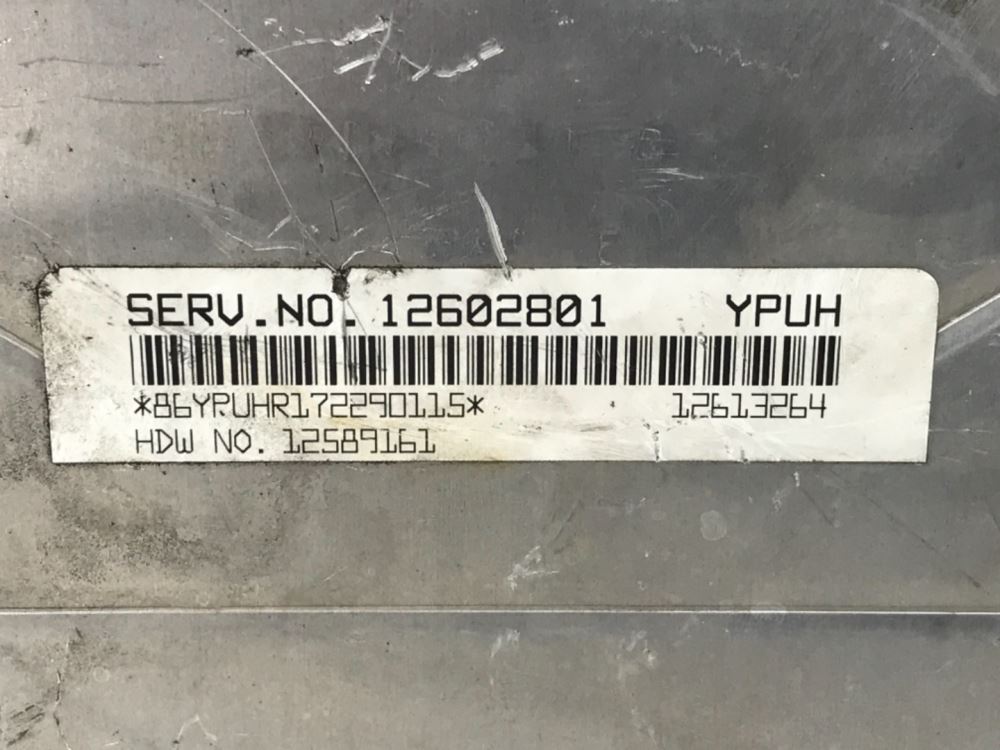 SERV.NO. 12602801 YPUH
*86YPUHR172290115* 12613264
HDW NO. 12589161